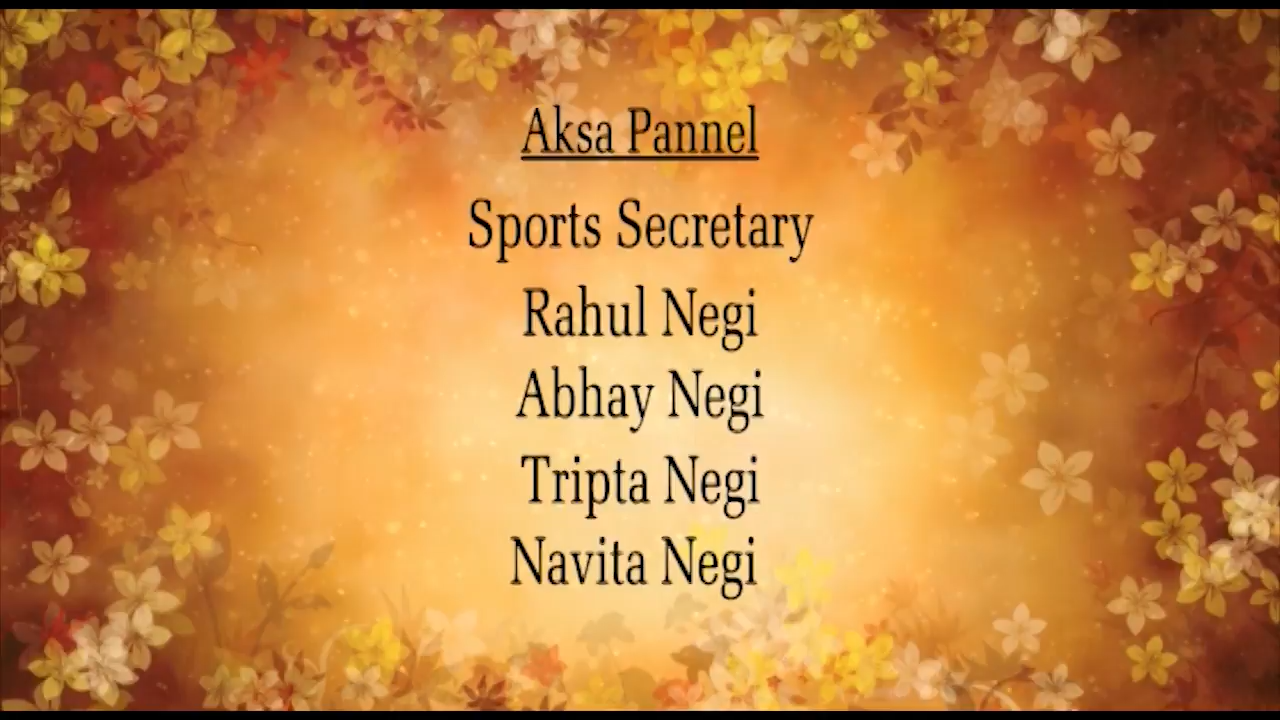 Aksa Pannel
Sports Secretary
Rahul Negi
Abhay Negi
Tripta Negi
Navita Negi